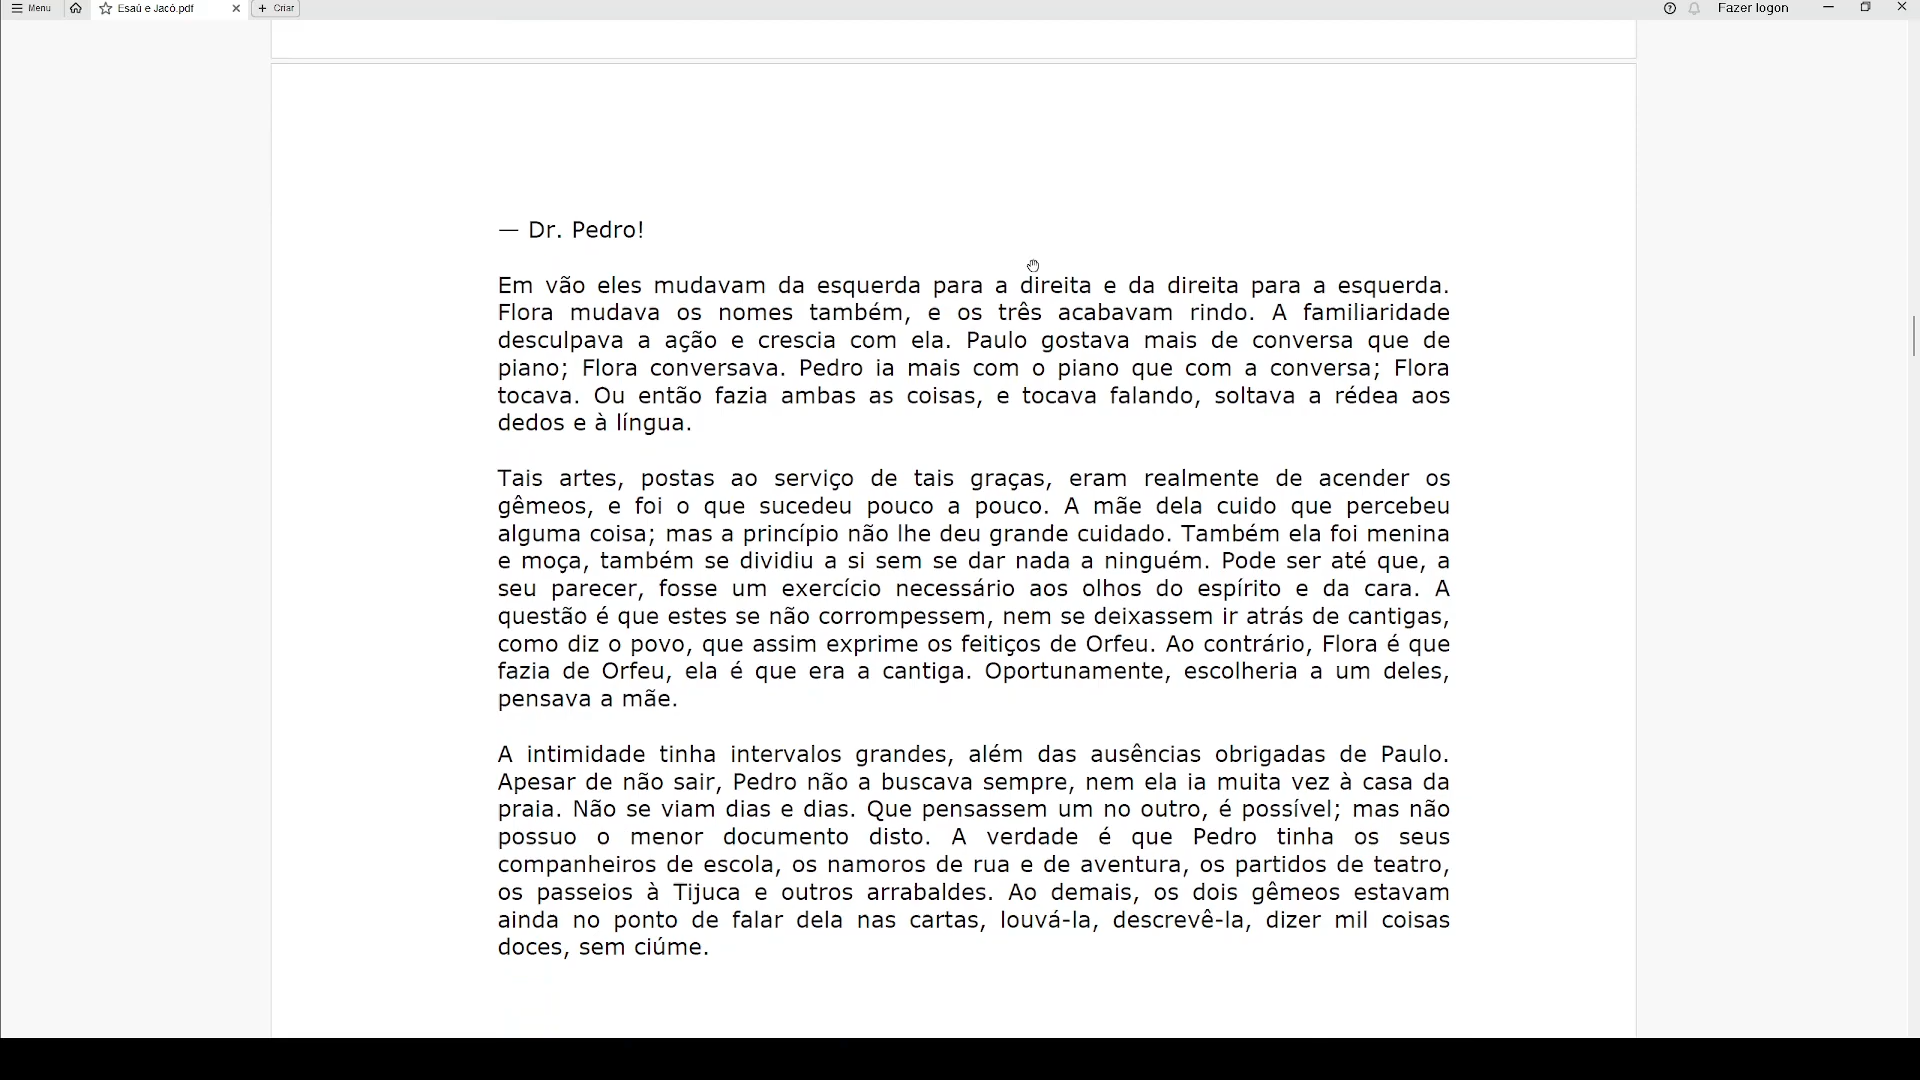 Menu
Esaú e Jacó.pdf
Criar
Fazer logon
— Dr. Pedro!
Em vão eles mudavam da esquerda para a direita e da direita para a esquerda.
Flora mudava os nomes também, e os três acabavam rindo. A familiaridade
desculpava a ação e crescia com ela. Paulo gostava mais de conversa que de
piano; Flora conversava. Pedro ia mais com o piano que com a conversa; Flora
tocava. Ou então fazia ambas as coisas, e tocava falando, soltava a rédea aos
dedos e à língua.
Tais artes, postas ao serviço de tais graças, eram realmente de acender os
gêmeos, e foi o que sucedeu pouco a pouco. A mãe dela cuido que percebeu
alguma coisa; mas a princípio não lhe deu grande cuidado. Também ela foi menina
e moça, também se dividiu a si sem se dar nada a ninguém. Pode ser até que, a
seu parecer, fosse um exercício necessário aos olhos do espírito e da cara. A
questão é que estes se não corrompessem, nem se deixassem ir atrás de cantigas,
como diz o povo, que assim exprime os feitiços de Orfeu. Ao contrário, Flora é que
fazia de Orfeu, ela é que era a cantiga. Oportunamente, escolheria a um deles,
pensava a mãe.
A intimidade tinha intervalos grandes, além das ausências obrigadas de Paulo.
Apesar de não sair, Pedro não a buscava sempre, nem ela ia muita vez à casa da
praia. Não se viam dias e dias. Que pensassem um no outro, é possível; mas não
possuo o menor documento disto. A verdade é que Pedro tinha os seus
companheiros de escola, os namoros de rua e de aventura, os partidos de teatro,
os passeios à Tijuca e outros arrabaldes. Ao demais, os dois gêmeos estavam
ainda no ponto de falar dela nas cartas, louvá-la, descrevê-la, dizer mil coisas
doces, sem ciúme.